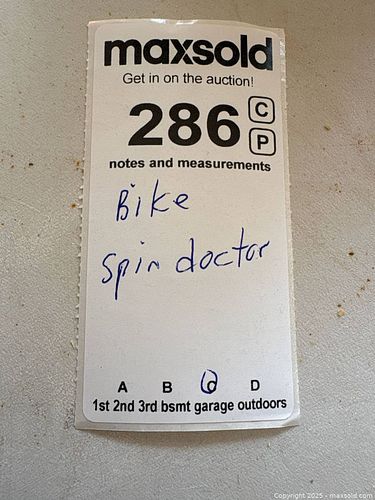 maxsold
Get in on the auction!
286 C
P
notes and measurements
Bike
Spin doctor
A B C D
1st 2nd 3rd bsmt garage outdoors
Copyright 2025 - maxsold.com